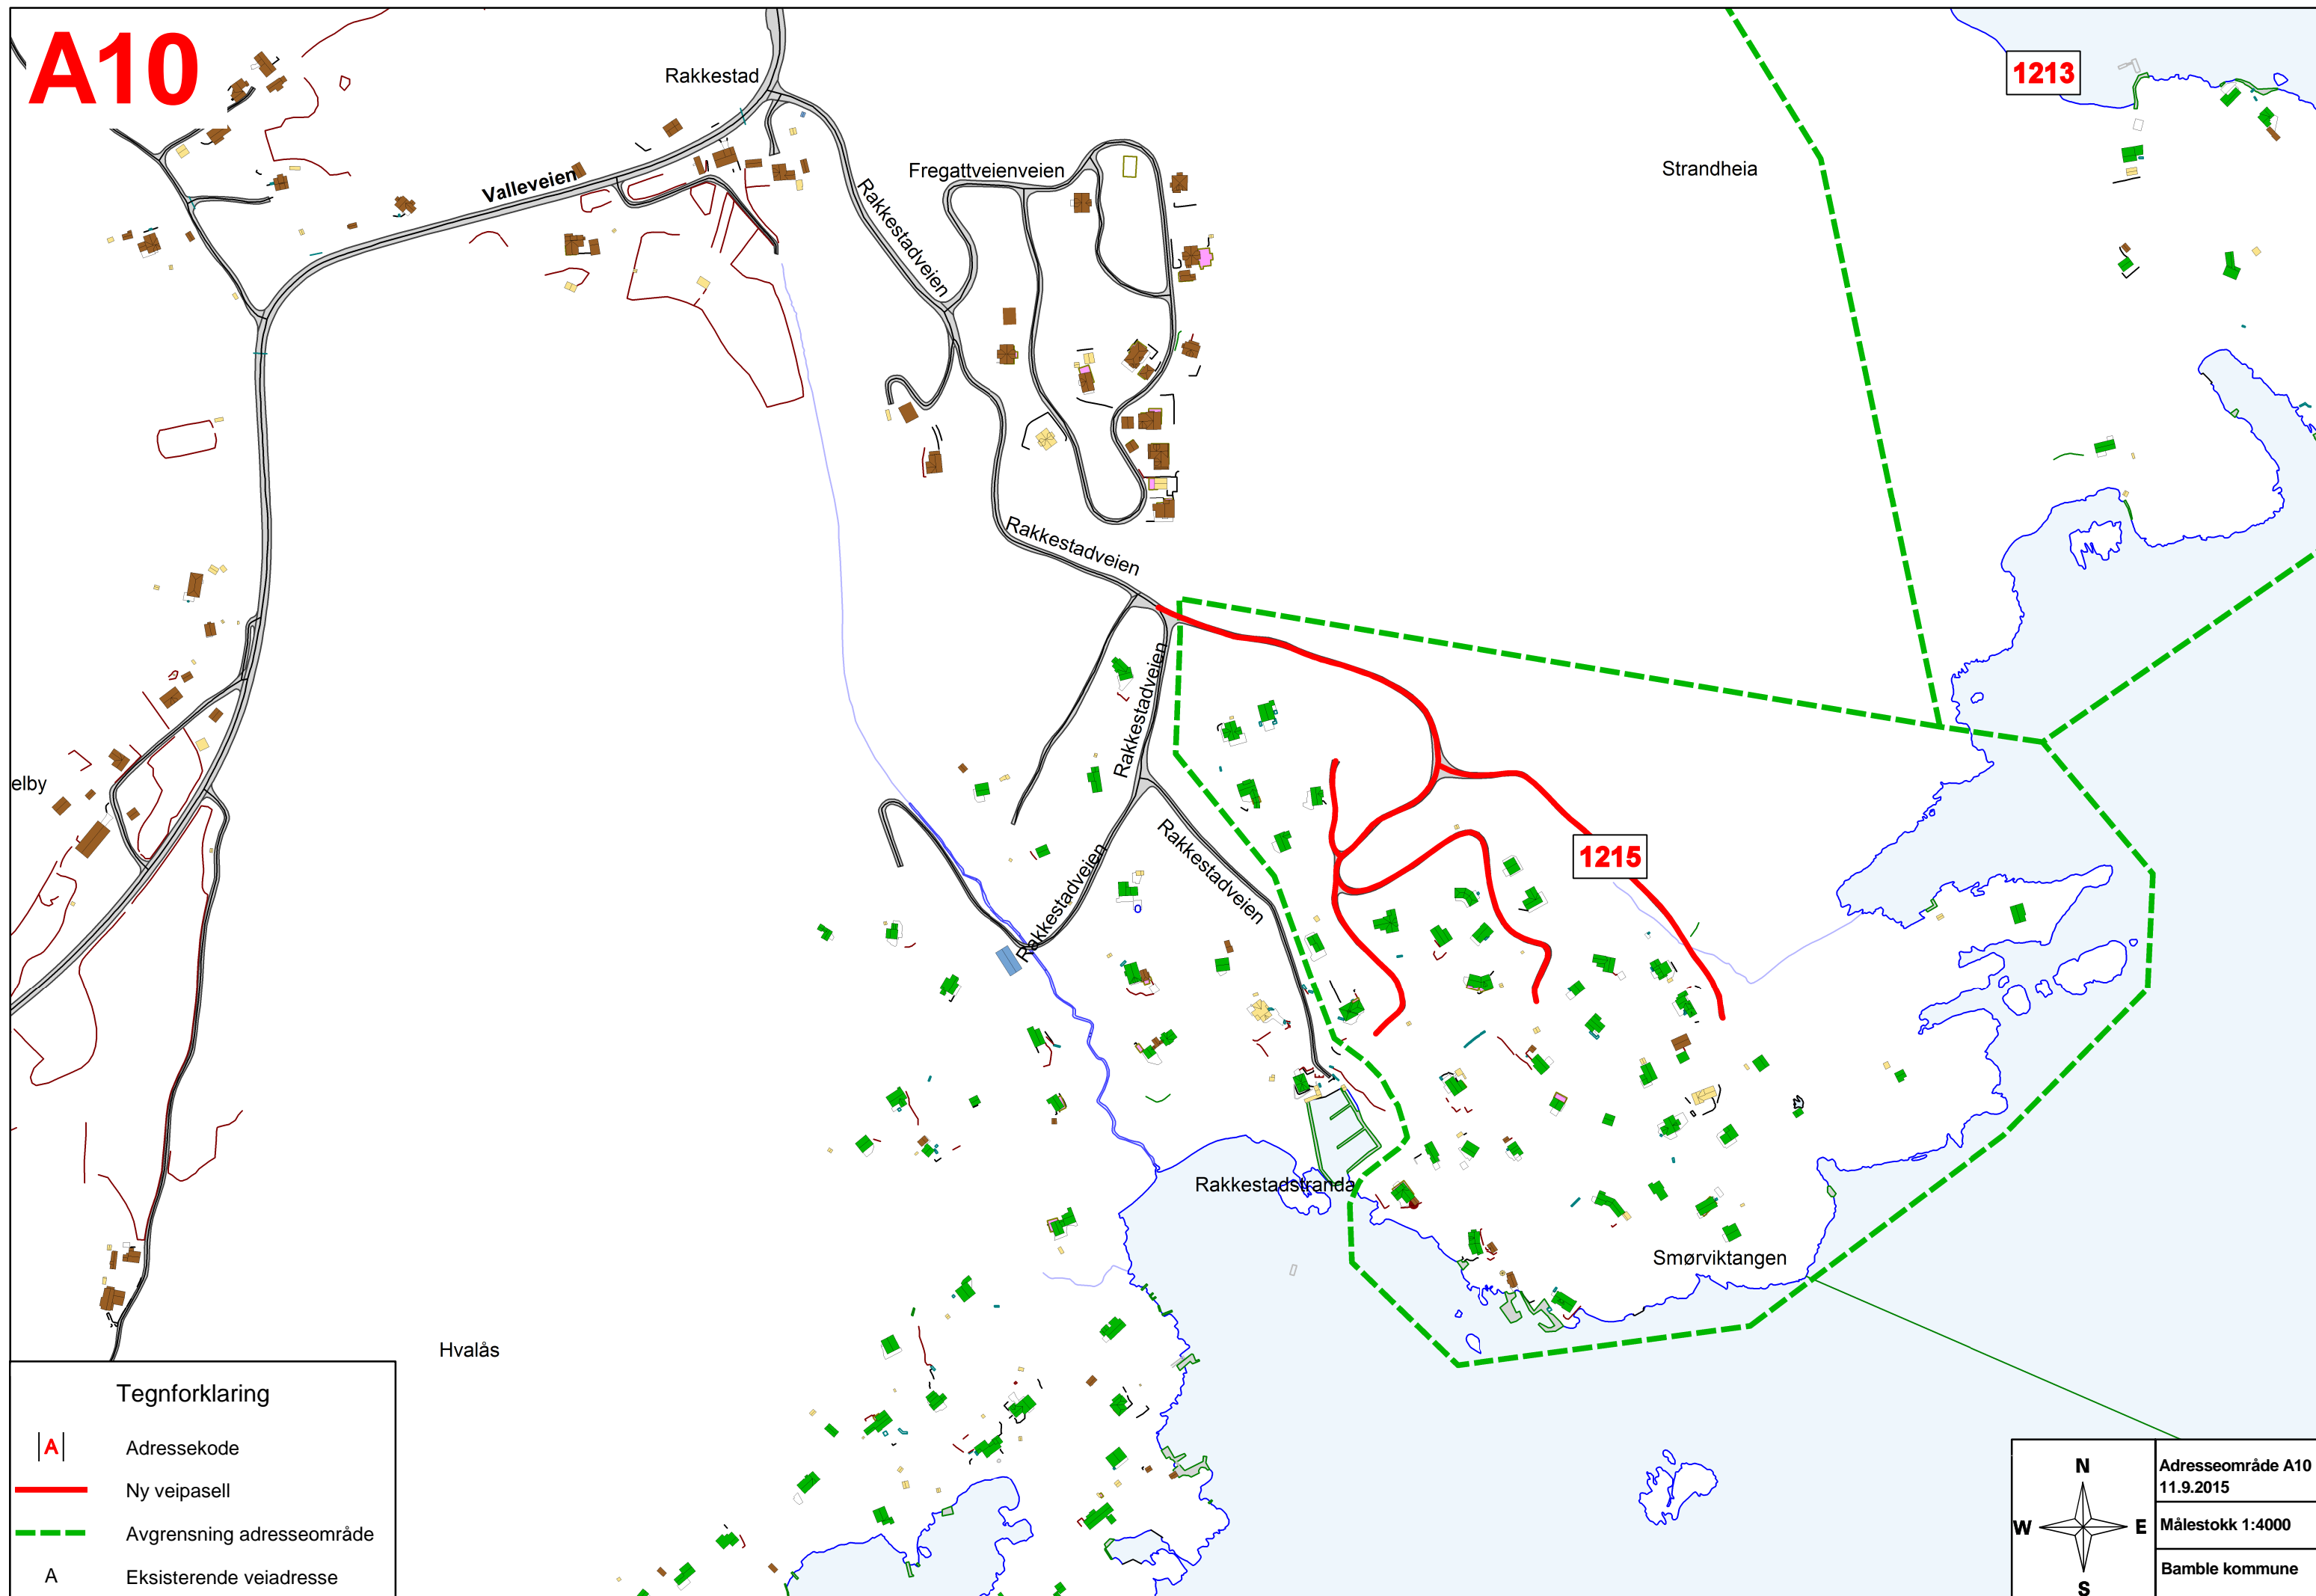 A10
Rakkestad
1213
Strandheia
Fregattveienveien
Valleveien
Rakkestadveien
Rakkestadveien
Rakkestadveien
elby
Rakkestadveien
1215
Rakkestadveien
Rakkestadstranda
Smørviktangen
Hvalås
Tegnforklaring
A Adressekode
Ny veipasell
Avgrensning adresseområde
A Eksisterende veiadresse
N
W E
S
Adresseområde A10
11.9.2015
Målestokk 1:4000
Bamble kommune